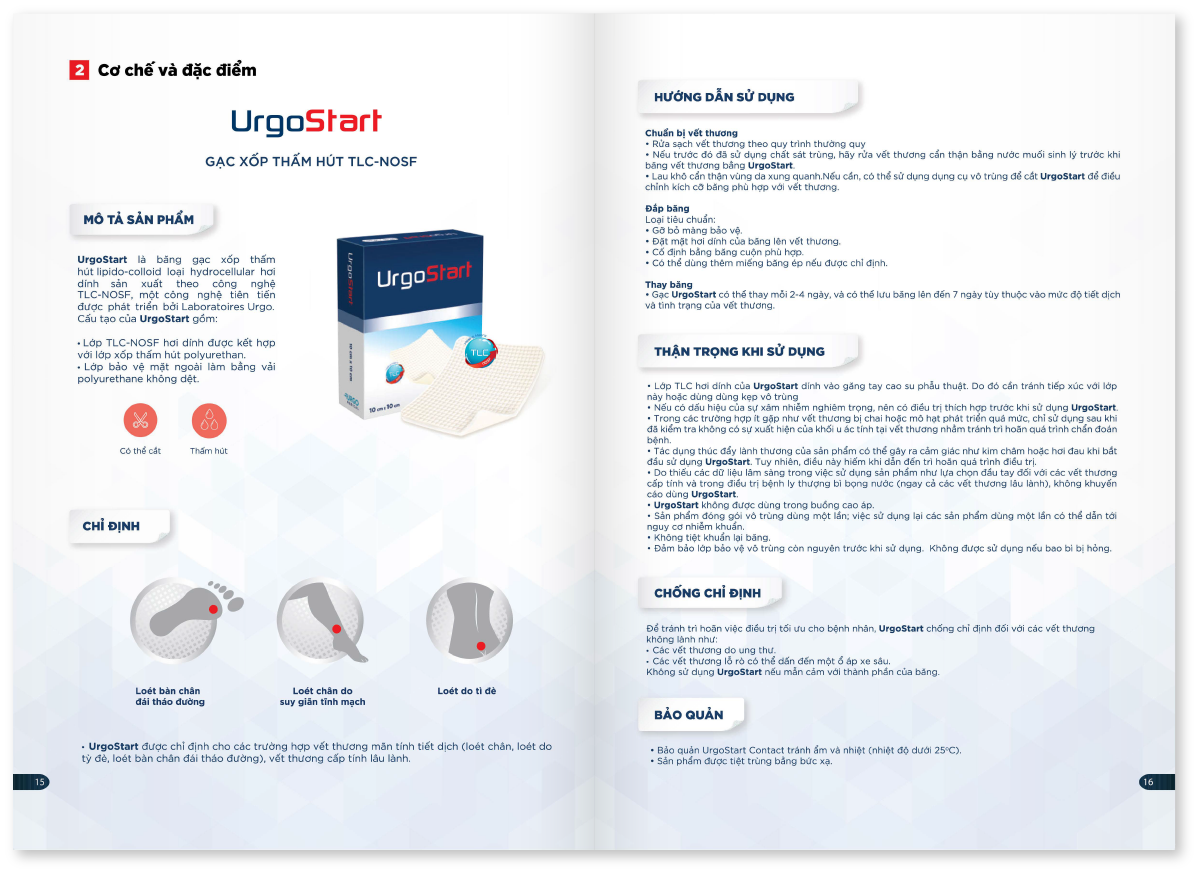 2 Cơ chế và đặc điểm
UrgoStart
GẠC XỐP THẤM HÚT TLC-NOSF
MÔ TẢ SẢN PHẨM
UrgoStart là băng gạc xốp thấm
hút lipido-colloid loại hydrocellular hơi
dính sản xuất theo công nghệ
TLC-NOSF, một công nghệ tiên tiến
được phát triển bởi Laboratoires Urgo.
Cấu tạo của UrgoStart gồm:
• Lớp TLC-NOSF hơi dính được kết hợp
với lớp xốp thấm hút polyurethan.
• Lớp bảo vệ mặt ngoài làm bằng vải
polyurethane không dệt.
Có thể cắt
Thấm hút
UrgoStart
UrgoStart
10 cm x 10 cm
URGO
10 cm x 10 cm
TLC
TLC
CHỈ ĐỊNH
Loét bàn chân
đái tháo đường
Loét chân do
suy giãn tĩnh mạch
Loét do tì đè
• UrgoStart được chỉ định cho các trường hợp vết thương mãn tính tiết dịch (loét chân, loét do
tỳ đè, loét bàn chân đái tháo đường), vết thương cấp tính lâu lành.
15
HƯỚNG DẪN SỬ DỤNG
Chuẩn bị vết thương
• Rửa sạch vết thương theo quy trình thường quy
• Nếu trước đó đã sử dụng chất sát trùng, hãy rửa vết thương cẩn thận bằng nước muối sinh lý trước khi
băng vết thương bằng UrgoStart.
• Lau khô cẩn thận vùng da xung quanh.Nếu cần, có thể sử dụng dụng cụ vô trùng để cắt UrgoStart để điều
chỉnh kích cỡ băng phù hợp với vết thương.
Đắp băng
Loại tiêu chuẩn:
• Gỡ bỏ màng bảo vệ.
• Đặt mặt hơi dính của băng lên vết thương.
• Cố định bằng băng cuộn phù hợp.
• Có thể dùng thêm miếng băng ép nếu được chỉ định.
Thay băng
• Gạc UrgoStart có thể thay mỗi 2-4 ngày, và có thể lưu băng lên đến 7 ngày tùy thuộc vào mức độ tiết dịch
và tình trạng của vết thương.
THẬN TRỌNG KHI SỬ DỤNG
• Lớp TLC hơi dính của UrgoStart dính vào găng tay cao su phẫu thuật. Do đó cần tránh tiếp xúc với lớp
này hoặc dùng dùng kẹp vô trùng
• Nếu có dấu hiệu của sự xâm nhiễm nghiêm trọng, nên có điều trị thích hợp trước khi sử dụng UrgoStart.
• Trong các trường hợp ít gặp như vết thương bị chai hoặc mô hạt phát triển quá mức, chỉ sử dụng sau khi
đã kiểm tra không có sự xuất hiện của khối u ác tính tại vết thương nhằm tránh trì hoãn quá trình chẩn đoán
bệnh.
• Tác dụng thúc đẩy lành thương của sản phẩm có thể gây ra cảm giác như kim châm hoặc hơi đau khi bắt
đầu sử dụng UrgoStart. Tuy nhiên, điều này hiếm khi dẫn đến trì hoãn quá trình điều trị.
• Do thiếu các dữ liệu lâm sàng trong việc sử dụng sản phẩm như lựa chọn đầu tay đối với các vết thương
cấp tính và trong điều trị bệnh ly thượng bì bọng nước (ngay cả các vết thương lâu lành), không khuyến
cáo dùng UrgoStart.
• UrgoStart không được dùng trong buồng cao áp.
• Sản phẩm đóng gói vô trùng dùng một lần; việc sử dụng lại các sản phẩm dùng một lần có thể dẫn tới
nguy cơ nhiễm khuẩn.
• Không tiệt khuẩn lại băng.
• Đảm bảo lớp bảo vệ vô trùng còn nguyên trước khi sử dụng. Không được sử dụng nếu bao bì bị hỏng.
CHỐNG CHỈ ĐỊNH
Để tránh trì hoãn việc điều trị tối ưu cho bệnh nhân, UrgoStart chống chỉ định đối với các vết thương
không lành như:
• Các vết thương do ung thư.
• Các vết thương lỗ rò có thể dấn đến một ổ áp xe sâu.
Không sử dụng UrgoStart nếu mẫn cảm với thành phần của băng.
BẢO QUẢN
• Bảo quản UrgoStart Contact tránh ẩm và nhiệt (nhiệt độ dưới 25°C).
• Sản phẩm được tiệt trùng bằng bức xạ.
16